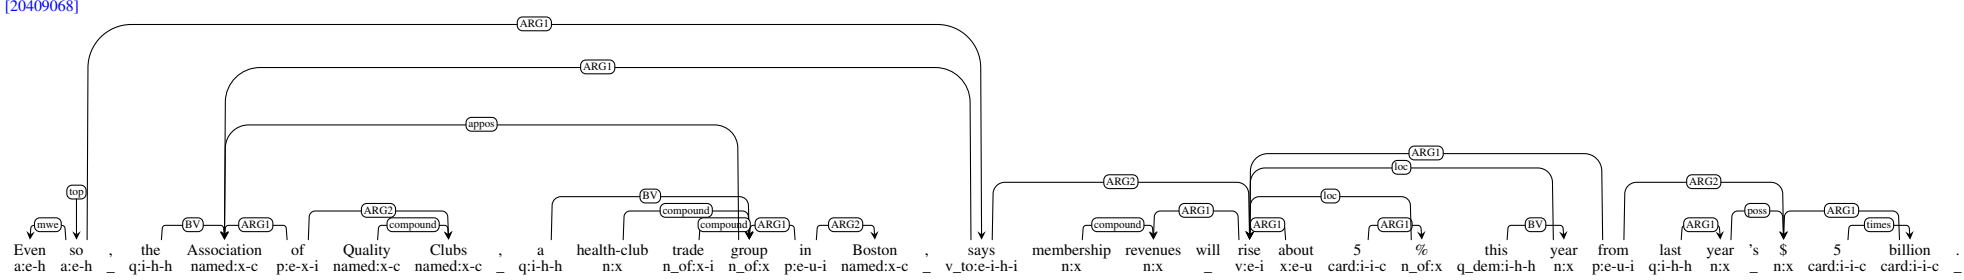 [20409068]
ARG1
ARG1
appos
ARG1
loc
top ARG2 ARG2
BV loc
ARG2 compound ARG1 poss ARG1
mwe BV ARG1 compound compound ARG1 ARG2 compound ARG1 ARG1 BV ARG1 times
Even so , the Association of Quality Clubs , a health-club trade group in Boston , says membership revenues will rise about 5 % this year from last year 's $ 5 billion .
a:e-h a:e-h _ q:i-h-h named:x-c p:e-x-i named:x-c named:x-c _ q:i-h-h n:x n_of:x-i n_of:x p:e-u-i named:x-c _ v_to:e-i-h-i n:x n:x _ v:e-i x:e-u card:i-i-c n_of:x q_dem:i-h-h n:x p:e-u-i q:i-h-h n:x _ n:x card:i-i-c card:i-i-c _